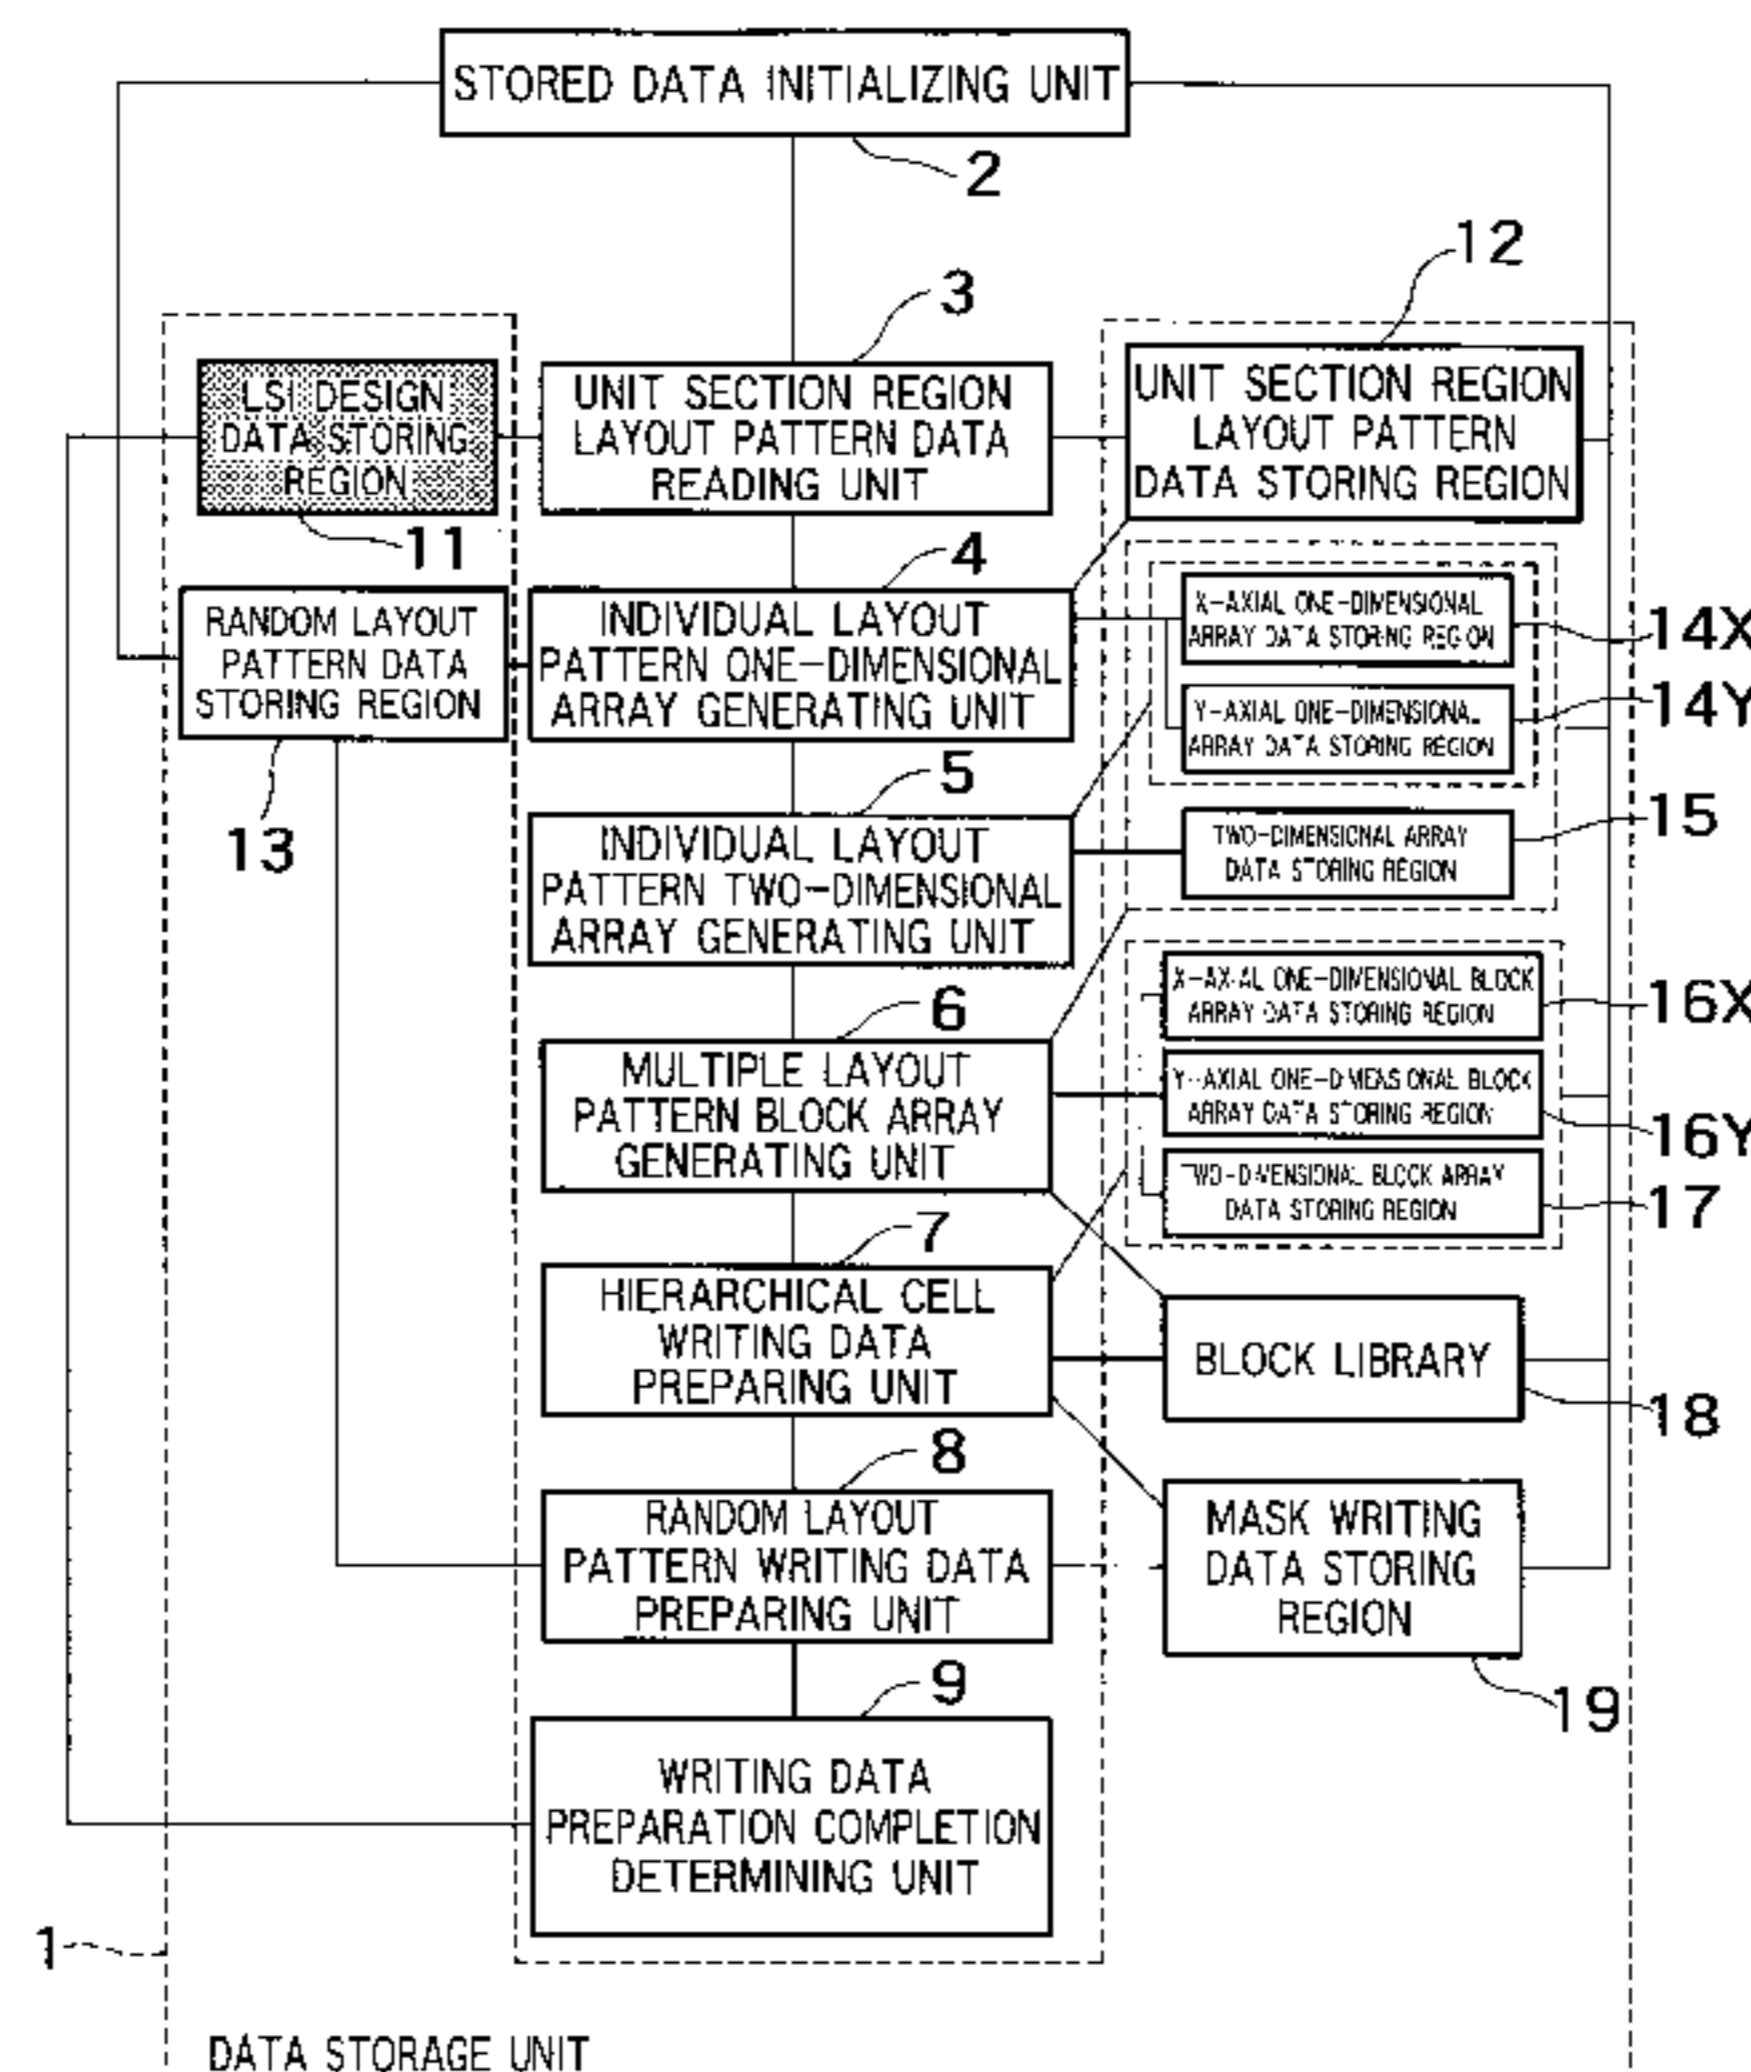 STORED DATA INITIALIZING UNIT
2
12
3
LSI DESIGN
DATA STORING
REGION
11
UNIT SECTION REGION
LAYOUT PATTERN DATA
READING UNIT
UNIT SECTION REGION
LAYOUT PATTERN
DATA STORING REGION
4
RANDOM LAYOUT
PATTERN DATA
STORING REGION
13
INDIVIDUAL LAYOUT
PATTERN ONE-DIMENSIONAL
ARRAY GENERATING UNIT
X-AXIAL ONE-DIMENSIONAL
ARRAY DATA STORING REGION
14X
Y-AXIAL ONE-DIMENSIONAL
ARRAY DATA STORING REGION
14Y
5
INDIVIDUAL LAYOUT
PATTERN TWO-DIMENSIONAL
ARRAY GENERATING UNIT
TWO-DIMENSIONAL ARRAY
DATA STORING REGION
15
6
MULTIPLE LAYOUT
PATTERN BLOCK ARRAY
GENERATING UNIT
X-AXIAL ONE-DIMENSIONAL BLOCK
ARRAY DATA STORING REGION
16X
Y-AXIAL ONE-DIMENSIONAL BLOCK
ARRAY DATA STORING REGION
16Y
TWO-DIMENSIONAL BLOCK ARRAY
DATA STORING REGION
17
7
HIERARCHICAL CELL
WRITING DATA
PREPARING UNIT
BLOCK LIBRARY
18
8
RANDOM LAYOUT
PATTERN WRITING DATA
PREPARING UNIT
MASK WRITING
DATA STORING
REGION
19
9
WRITING DATA
PREPARATION COMPLETION
DETERMINING UNIT
1
DATA STORAGE UNIT